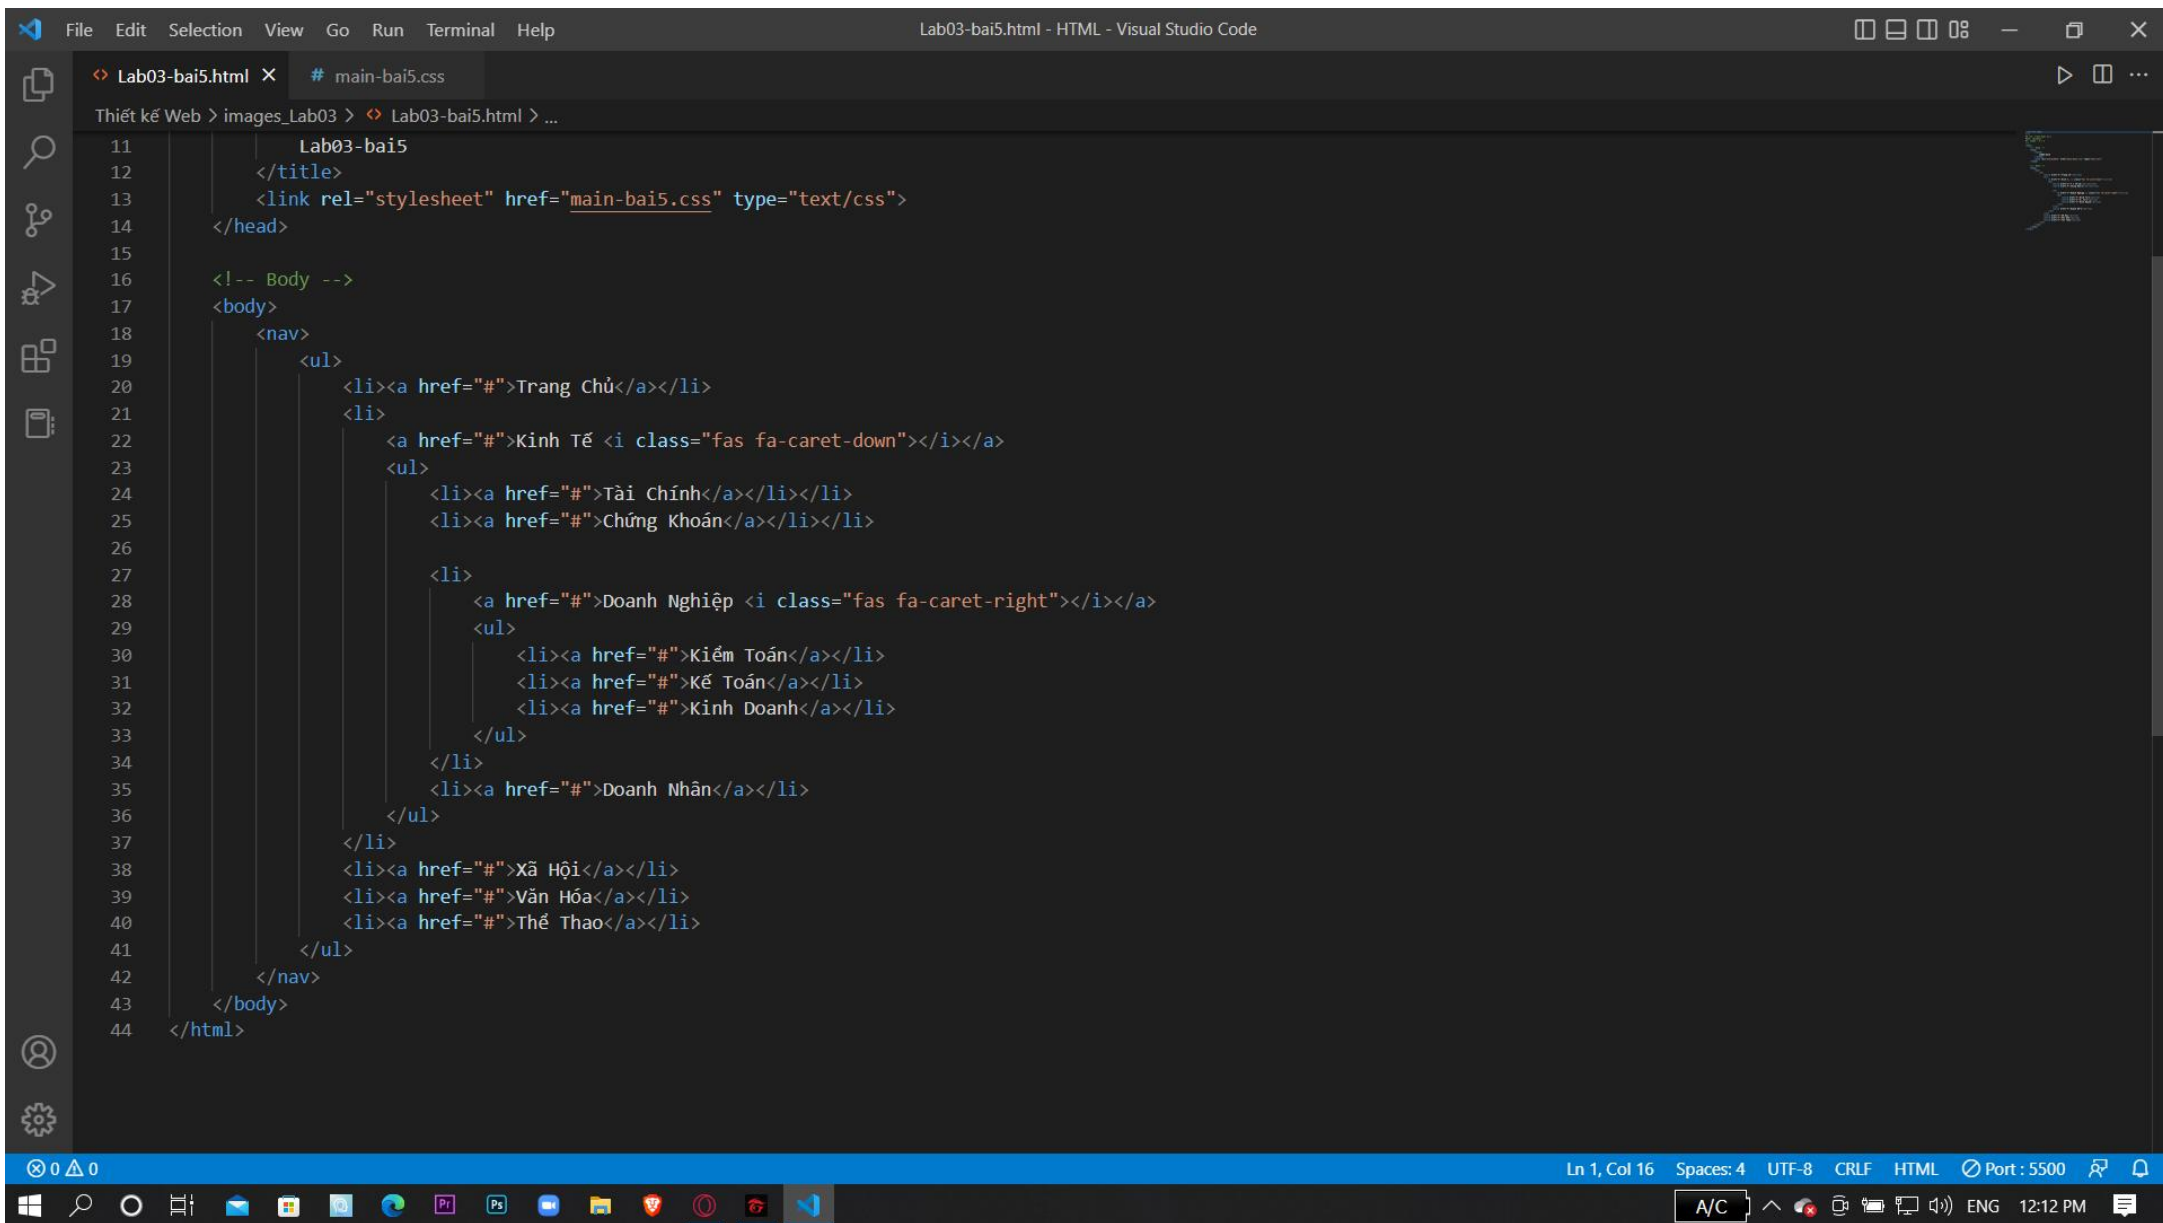 File Edit Selection View Go Run Terminal Help
Lab03-bai5.html - HTML - Visual Studio Code
Lab03-bai5.html
# main-bai5.css
Thiết kế Web > images_Lab03 > Lab03-bai5.html > ...
11 Lab03-bai5
12 </title>
13 <link rel="stylesheet" href="main-bai5.css" type="text/css">
14 </head>
15
16 <!-- Body -->
17 <body>
18 <nav>
19 <ul>
20 <li><a href="#">Trang Chủ</a></li>
21 <li>
22 <a href="#">Kinh Tế <i class="fas fa-caret-down"></i></a>
23 <ul>
24 <li><a href="#">Tài Chính</a></li></li>
25 <li><a href="#">Chứng Khoán</a></li></li>
26
27 <li>
28 <a href="#">Doanh Nghiệp <i class="fas fa-caret-right"></i></a>
29 <ul>
30 <li><a href="#">Kiểm Toán</a></li>
31 <li><a href="#">Kế Toán</a></li>
32 <li><a href="#">Kinh Doanh</a></li>
33 </ul>
34 </li>
35 <li><a href="#">Doanh Nhân</a></li>
36 </ul>
37 </li>
38 <li><a href="#">Xã Hội</a></li>
39 <li><a href="#">Văn Hóa</a></li>
40 <li><a href="#">Thể Thao</a></li>
41 </ul>
42 </nav>
43 </body>
44 </html>
0 0
Ln 1, Col 16 Spaces: 4 UTF-8 CRLF HTML Port : 5500
Pr Ps
A/C ENG 12:12 PM